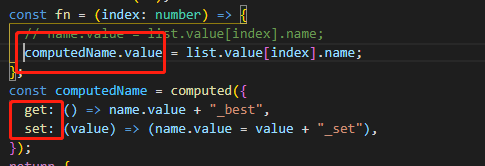 const fn = (index: number) => {
// name.value = list.value[index].name;
computedName.value = list.value[index].name;
};
const computedName = computed({
get: () => name.value + "_best",
set: (value) => (name.value = value + "_set"),
});
return {